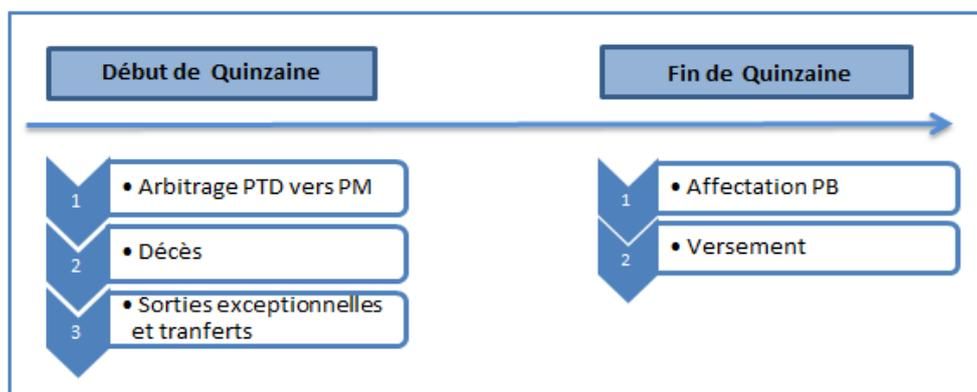 Début de Quinzaine
Fin de Quinzaine
1
• Arbitrage PTD vers PM
2
• Décès
3
• Sorties exceptionnelles
et tranferts
1
• Affectation PB
2
• Versement